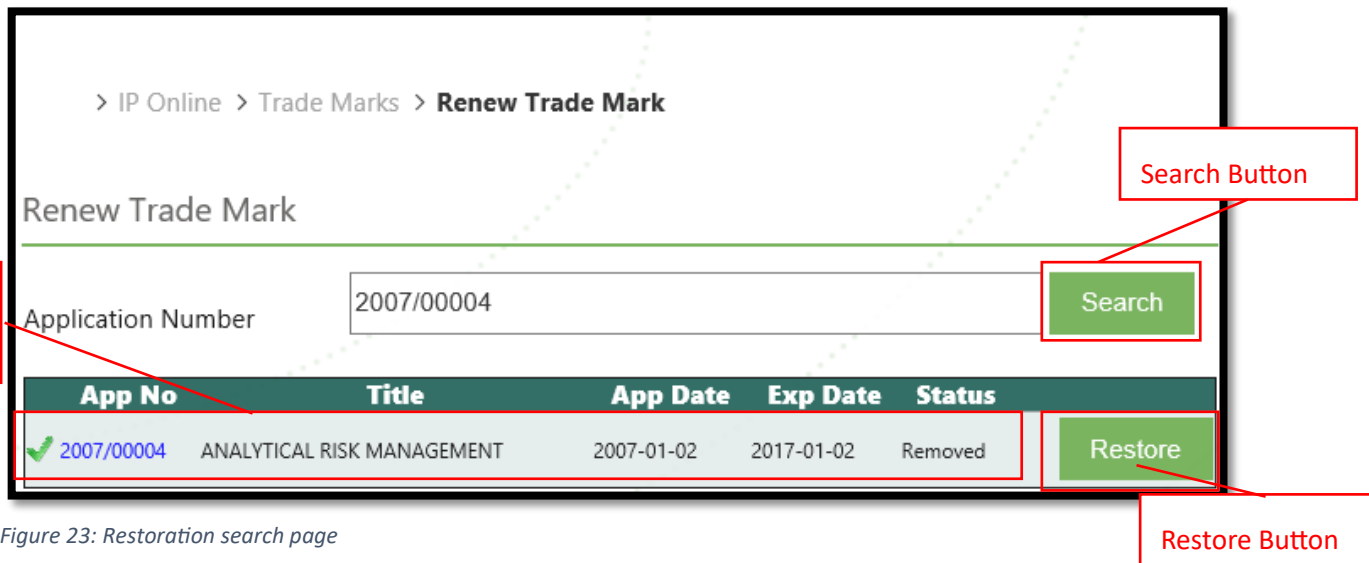 > IP Online > Trade Marks > Renew Trade Mark
Search Button
Renew Trade Mark
Application Number 2007/00004 Search
App No Title App Date Exp Date Status
2007/00004 ANALYTICAL RISK MANAGEMENT 2007-01-02 2017-01-02 Removed Restore
Figure 23: Restoration search page
Restore Button